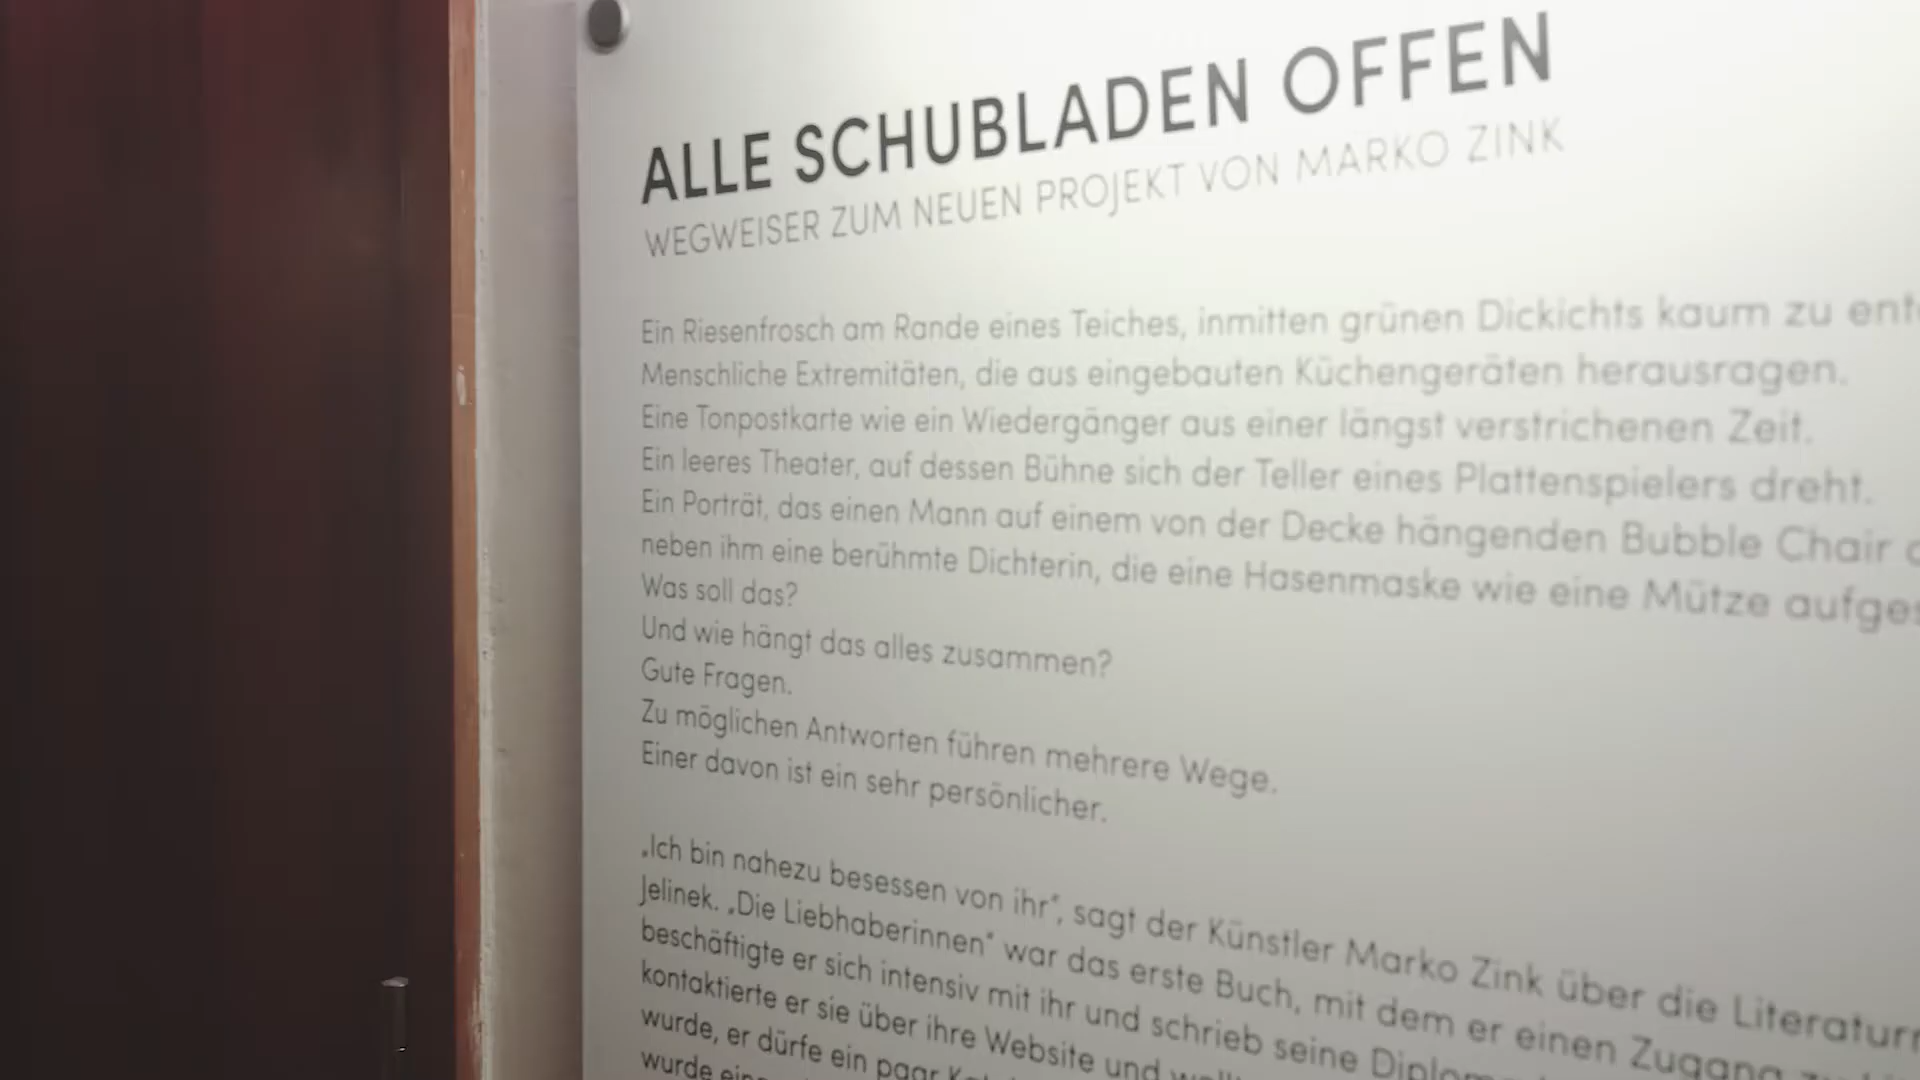 ALLE SCHUBLADEN OFFEN
WEGWEISER ZUM NEUEN PROJEKT VON MARKO ZINK
Ein Riesenfrosch am Rande eines Teiches, inmitten grünen Dickichts kaum zu
Menschliche Extremitäten, die aus eingebauten Küchengeräten herausragen.
Eine Tonpostkarte wie ein Wiedergänger aus einer längst verstrichenen Zeit.
Ein leeres Theater, auf dessen Bühne sich der Teller eines Plattenspielers dreht.
Ein Porträt, das einen Mann auf einem von der Decke hängenden Bubble Chair
neben ihm eine berühmte Dichterin, die eine Hasenmaske wie eine Mütze
Was soll das?
Und wie hängt das alles zusammen?
Gute Fragen.
Zu möglichen Antworten führen mehrere Wege.
Einer davon ist ein sehr persönlicher.
„Ich bin nahezu besessen von ihr“, sagt der Künstler Marko Zink über die
Jelinek. „Die Liebhaberinnen“ war das erste Buch, mit dem er einen Zugang
beschäftigte er sich intensiv mit ihr und schrieb seine
kontaktierte er sie über ihre Website und
wurde, er dürfe ein paar
wurde